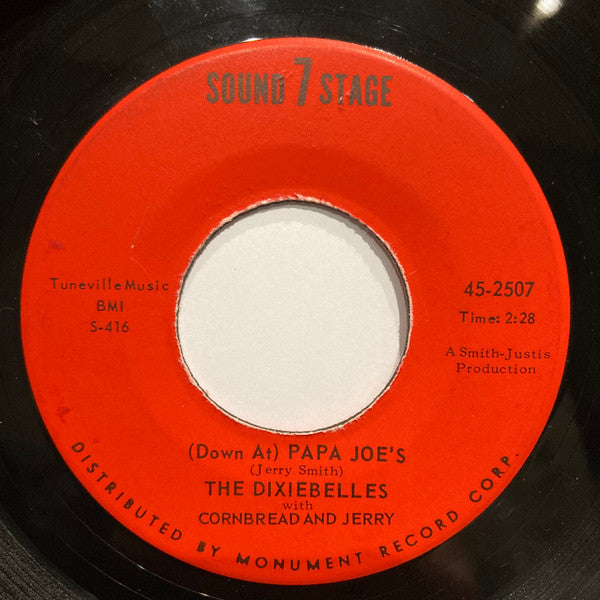 SOUND 7 STAGE
Tuneville Music
BMI
S-416
45-2507
Time: 2:28
A Smith-Justis
Production
(Down At) PAPA JOE'S
(Jerry Smith)
THE DIXIEBELLES
with
CORNBREAD AND JERRY
DISTRIBUTED BY MONUMENT RECORD CORP.